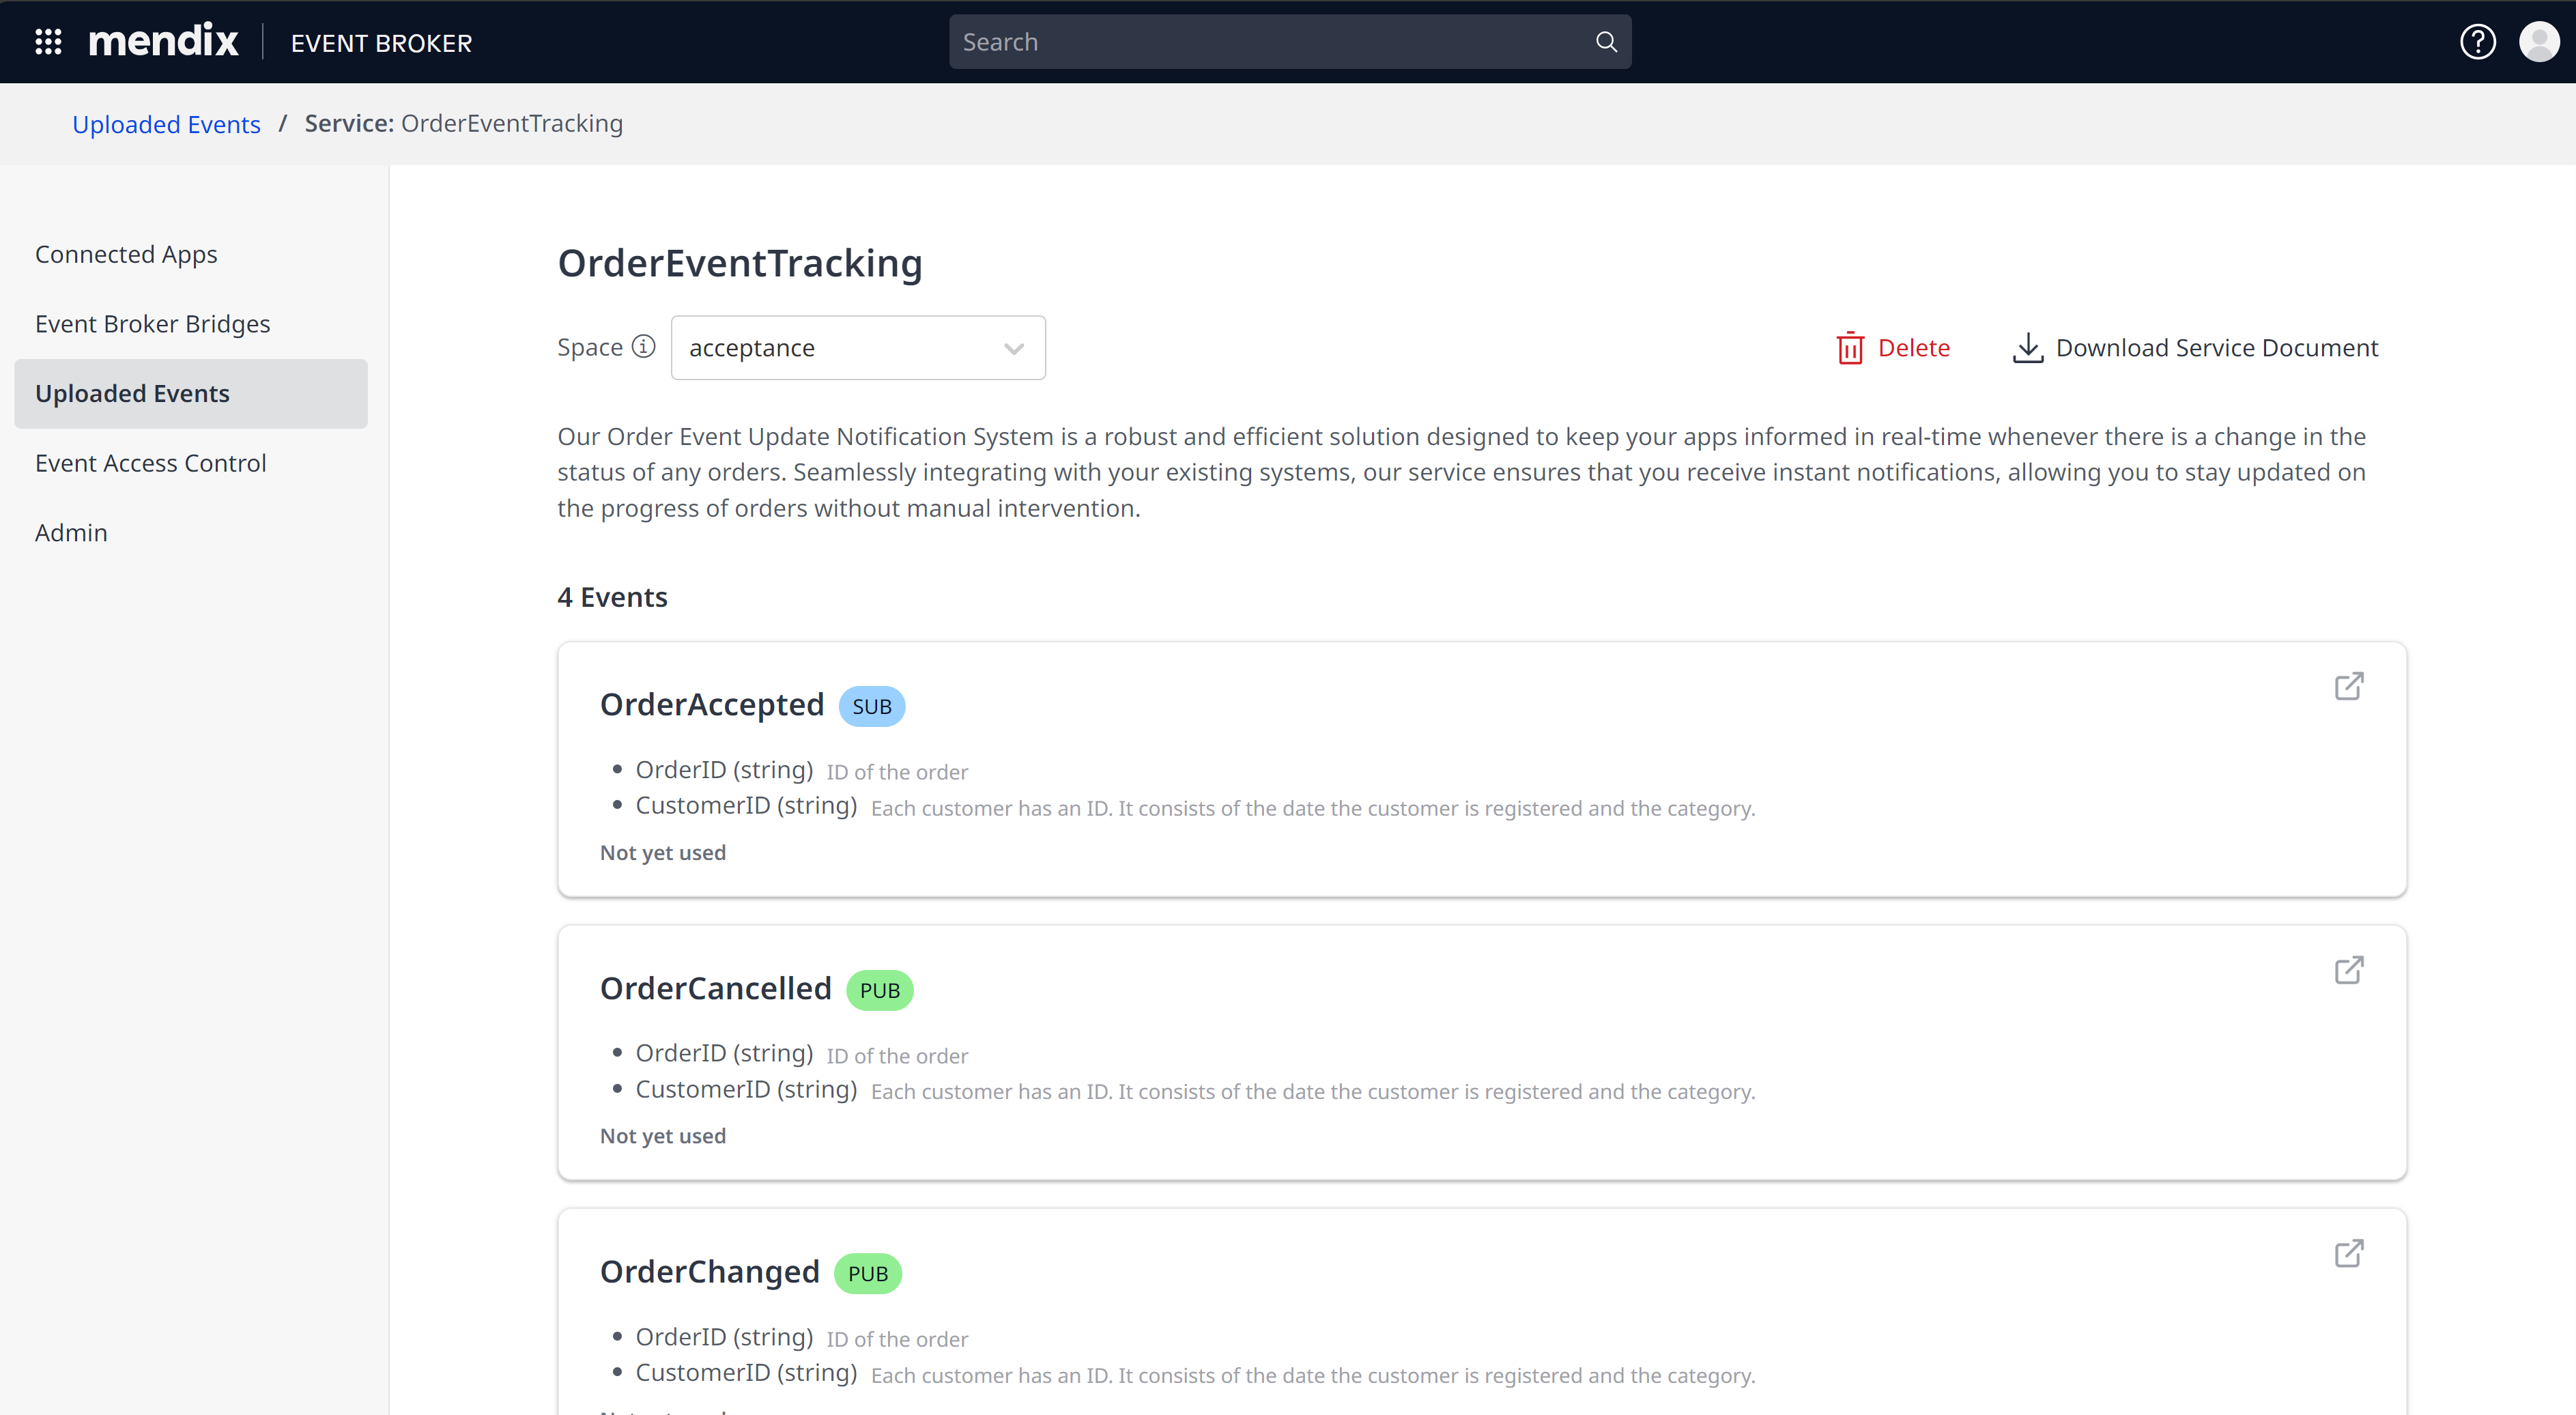 mendix EVENT BROKER Search
Uploaded Events / Service: OrderEventTracking
Connected Apps
Event Broker Bridges
Uploaded Events
Event Access Control
Admin
OrderEventTracking
Space acceptance Delete Download Service Document
Our Order Event Update Notification System is a robust and efficient solution designed to keep your apps informed in real-time whenever there is a change in the
status of any orders. Seamlessly integrating with your existing systems, our service ensures that you receive instant notifications, allowing you to stay updated on
the progress of orders without manual intervention.
4 Events
OrderAccepted SUB
• OrderID (string) ID of the order
• CustomerID (string) Each customer has an ID. It consists of the date the customer is registered and the category.
Not yet used
OrderCancelled PUB
• OrderID (string) ID of the order
• CustomerID (string) Each customer has an ID. It consists of the date the customer is registered and the category.
Not yet used
OrderChanged PUB
• OrderID (string) ID of the order
• CustomerID (string) Each customer has an ID. It consists of the date the customer is registered and the category.